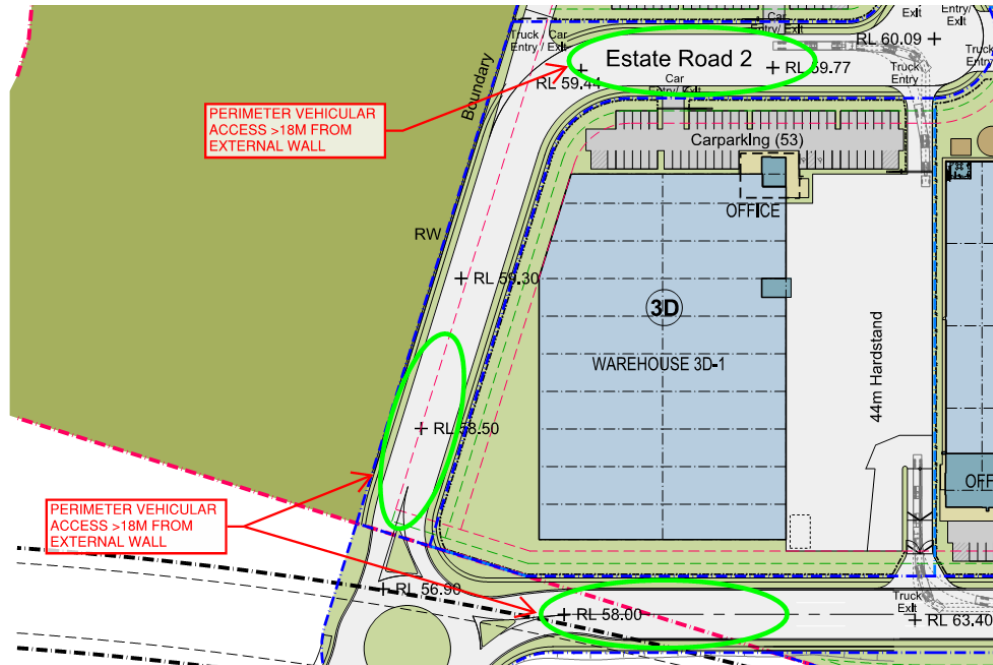 Car
Entry/ Exit
Entry/
Exit
Exit
Truck / Car
Entry / Exit
Estate Road 2
RL 59.44
RL 59.77
RL 60.09
Truck
Entry
Truck
Entry
Car
Entry/ Exit
Boundary
PERIMETER VEHICULAR
ACCESS >18M FROM
EXTERNAL WALL
Carparking (53)
OFFICE
RW
RL 59.30
3D
WAREHOUSE 3D-1
44m Hardstand
RL 58.50
OFF
PERIMETER VEHICULAR
ACCESS >18M FROM
EXTERNAL WALL
RL 56.90
RL 58.00
Truck
Exit
RL 63.40